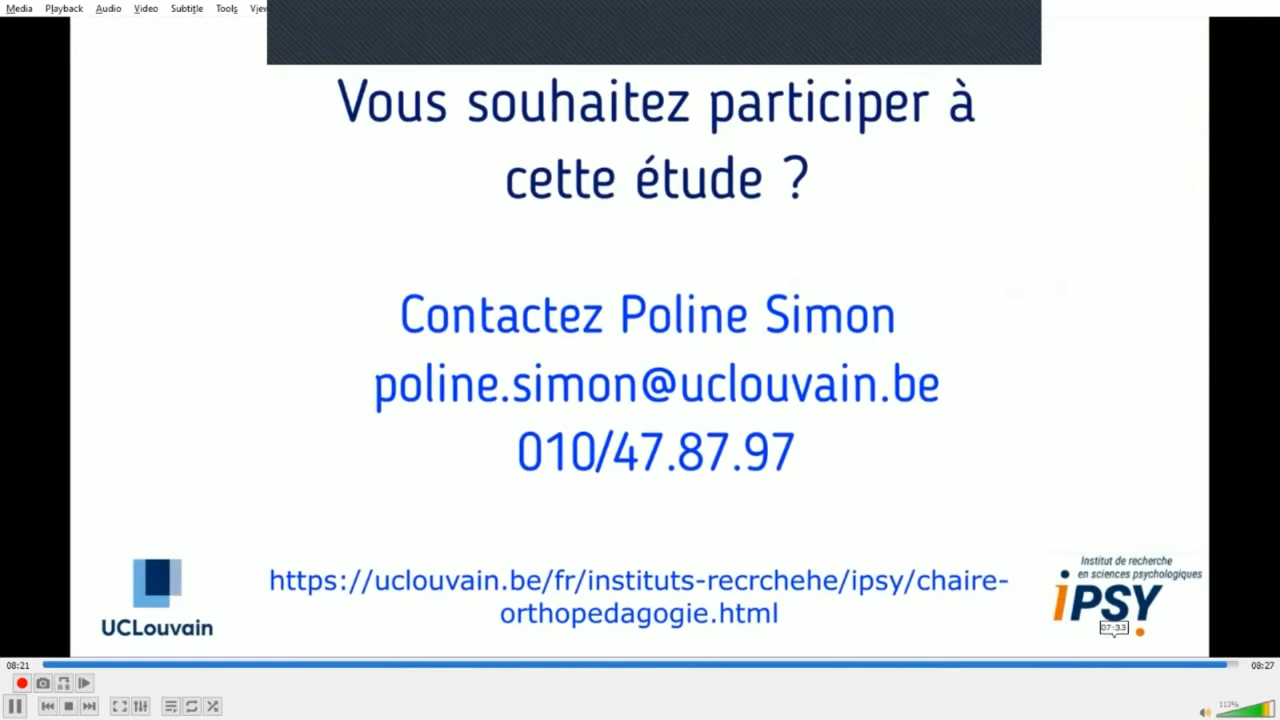 Media Playback Audio Video Subtitle Tools
Vous souhaitez participer à
cette étude ?
Contactez Poline Simon
poline.simon@uclouvain.be
010/47.87.97
https://uclouvain.be/fr/instituts-recrchehe/ipsy/chaire-
orthopedagogie.html
UCLouvain
Institut de recherche
en sciences psychologiques
iPSY
07:33
08:21
08:27
113%